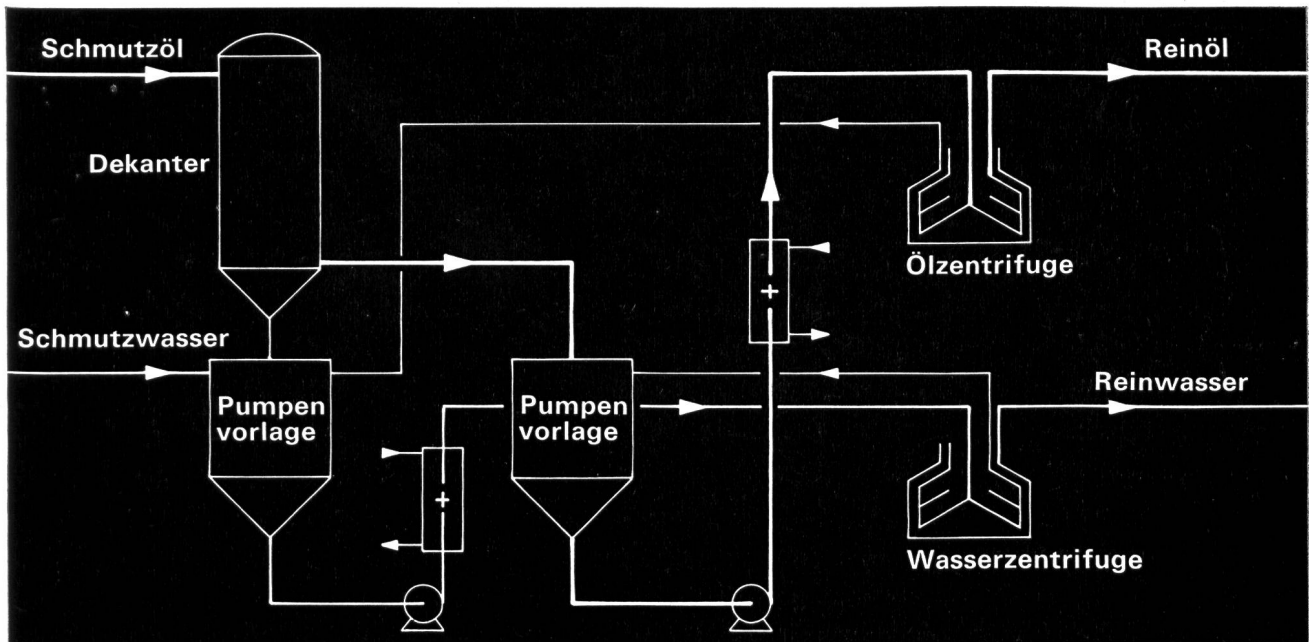 Schmutzöl
Reinöl
Dekanter
Ölzentrifuge
Schmutzwasser
Reinwasser
Pumpen
vorlage
Pumpen
vorlage
Wasserzentrifuge